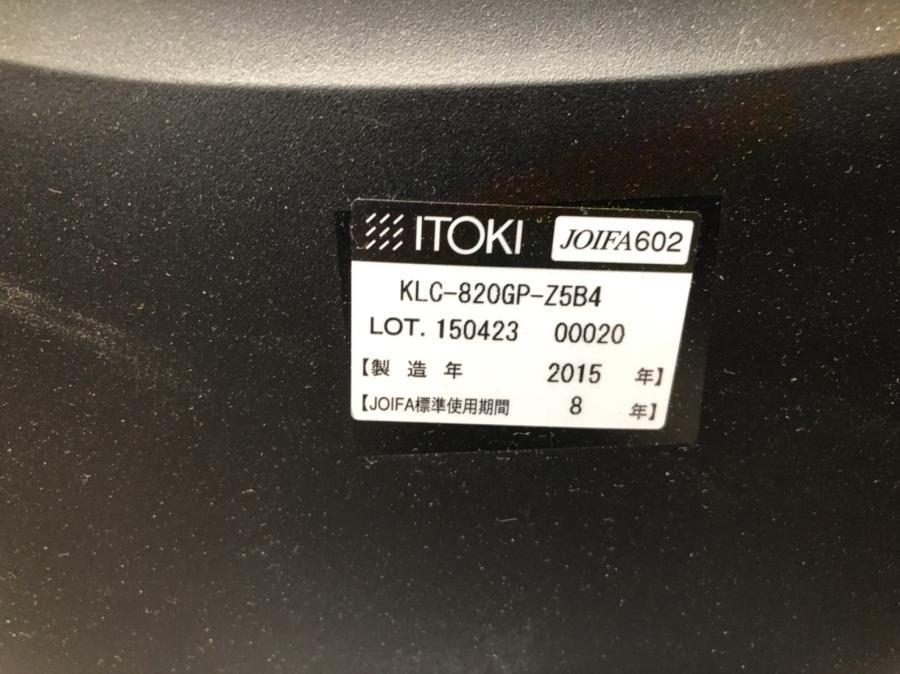 ITOKI JOIFA602
KLC-820GP-Z5B4
LOT. 150423 00020
【製造年 2015 年】
【JOIFA標準使用期間 8 年】